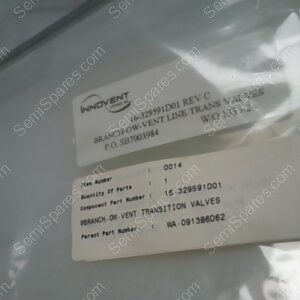 INNOVENT
16-329591D01 REV C
BRANCH-OW-VENT LINE TRANS VALVES
P.O. SB7003984
W/O
Item Number : 0014
Quantity Of Parts : 1
Component Part Number : 16-329591D01
BRANCH-OW-VENT TRANSITION VALVES
Parent Part Number : WA-091386D62
SemiSpares.com